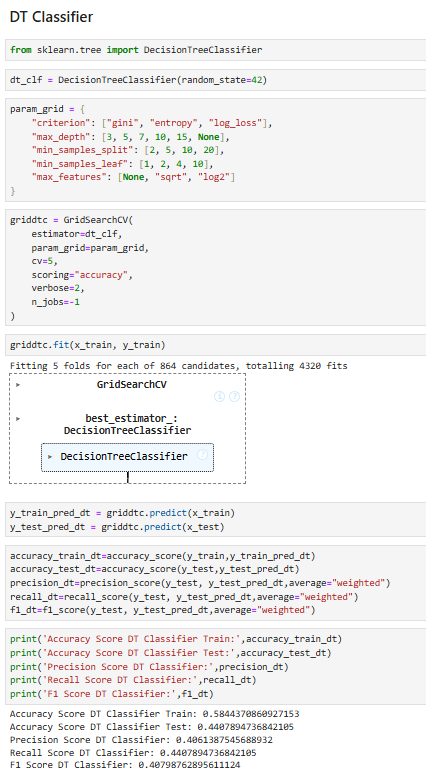 DT Classifier
from sklearn.tree import DecisionTreeClassifier
dt_clf = DecisionTreeClassifier(random_state=42)
param_grid = {
    "criterion": ["gini", "entropy", "log_loss"],
    "max_depth": [3, 5, 7, 10, 15, None],
    "min_samples_split": [2, 5, 10, 20],
    "min_samples_leaf": [1, 2, 4, 10],
    "max_features": [None, "sqrt", "log2"]
}
griddtc = GridSearchCV(
    estimator=dt_clf,
    param_grid=param_grid,
    cv=5,
    scoring="accuracy",
    verbose=2,
    n_jobs=-1
)
griddtc.fit(x_train, y_train)
Fitting 5 folds for each of 864 candidates, totalling 4320 fits
GridSearchCV
best_estimator_:
DecisionTreeClassifier
DecisionTreeClassifier
y_train_pred_dt = griddtc.predict(x_train)
y_test_pred_dt = griddtc.predict(x_test)
accuracy_train_dt=accuracy_score(y_train,y_train_pred_dt)
accuracy_test_dt=accuracy_score(y_test,y_test_pred_dt)
precision_dt=precision_score(y_test, y_test_pred_dt,average="weighted")
recall_dt=recall_score(y_test, y_test_pred_dt,average="weighted")
f1_dt=f1_score(y_test, y_test_pred_dt,average="weighted")
print('Accuracy Score DT Classifier Train:',accuracy_train_dt)
print('Accuracy Score DT Classifier Test:',accuracy_test_dt)
print('Precision Score DT Classifier:',precision_dt)
print('Recall Score DT Classifier:',recall_dt)
print('F1 Score DT Classifier:',f1_dt)
Accuracy Score DT Classifier Train: 0.5844370860927153
Accuracy Score DT Classifier Test: 0.4407894736842105
Precision Score DT Classifier: 0.4061387545688932
Recall Score DT Classifier: 0.4407894736842105
F1 Score DT Classifier: 0.40798762895611124